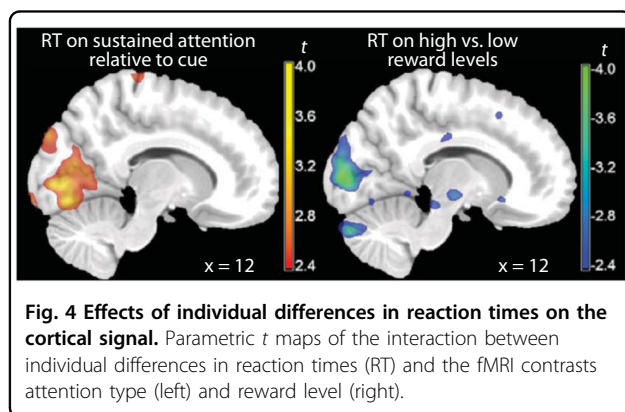 RT on sustained attention
relative to cue
t
4.0
3.6
3.2
2.8
2.4
x = 12
RT on high vs. low
reward levels
t
-4.0
-3.6
-3.2
-2.8
-2.4
x = 12
Fig. 4 Effects of individual differences in reaction times on the
cortical signal. Parametric t maps of the interaction between
individual differences in reaction times (RT) and the fMRI contrasts
attention type (left) and reward level (right).